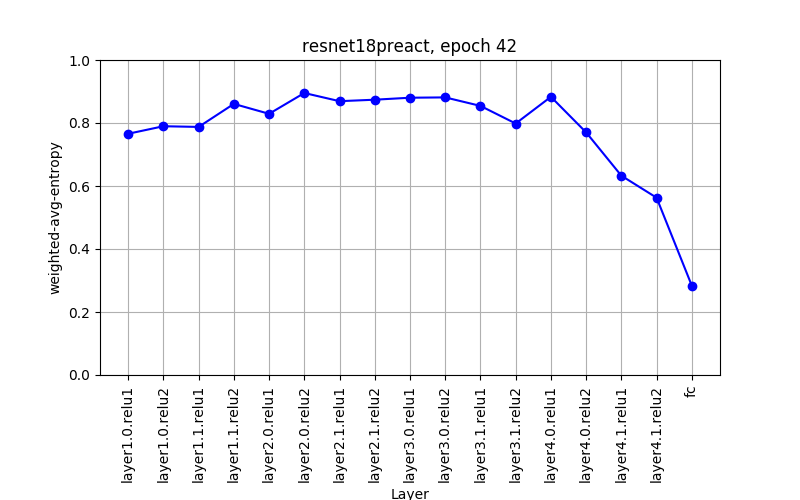 resnet18preact, epoch 42
weighted-avg-entropy
1.0
0.8
0.6
0.4
0.2
0.0
layer1.0.relu1
layer1.0.relu2
layer1.1.relu1
layer1.1.relu2
layer2.0.relu1
layer2.0.relu2
layer2.1.relu1
layer2.1.relu2
layer3.0.relu1
layer3.0.relu2
layer3.1.relu1
layer3.1.relu2
layer4.0.relu1
layer4.0.relu2
layer4.1.relu1
layer4.1.relu2
fc
Layer